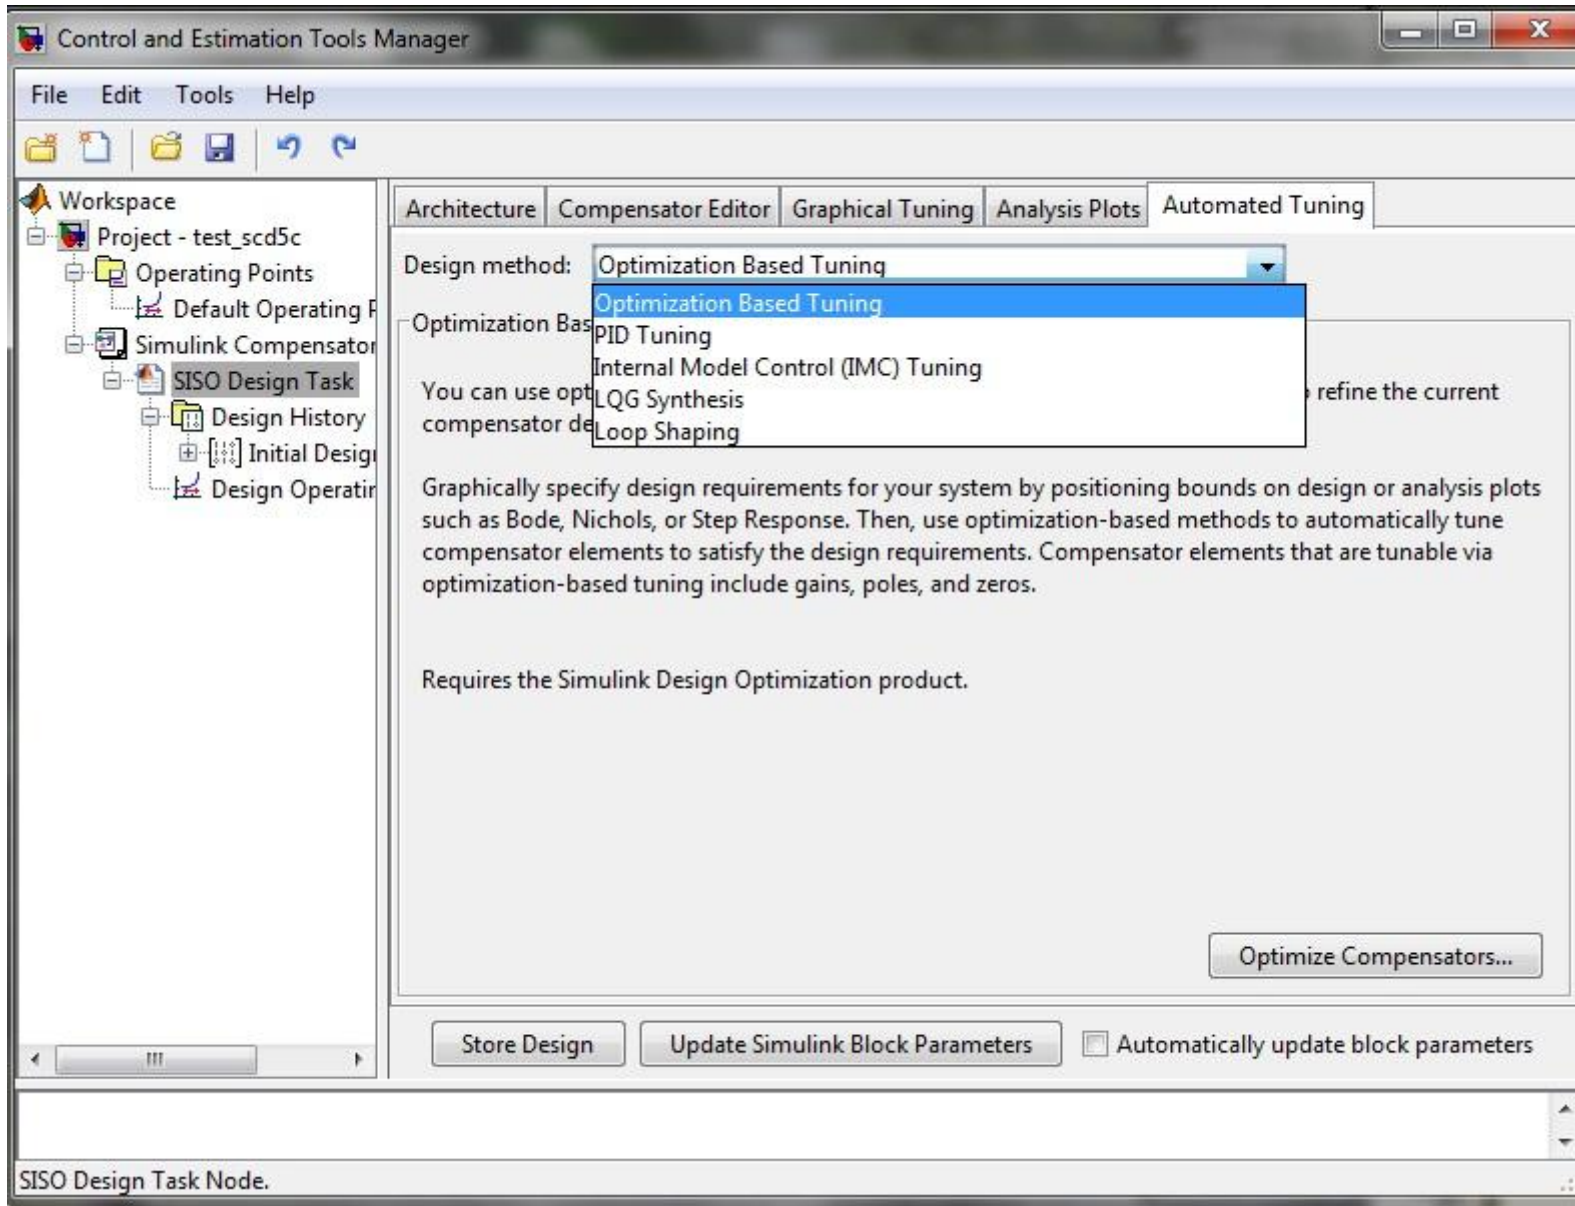 Control and Estimation Tools Manager
File Edit Tools Help
Workspace
Project - test_scd5c
Operating Points
Default Operating P
Simulink Compensator
SISO Design Task
Design History
Initial Design
Design Operatin
Architecture Compensator Editor Graphical Tuning Analysis Plots Automated Tuning
Design method: Optimization Based Tuning
Optimization Based Tuning
PID Tuning
Internal Model Control (IMC) Tuning
LQG Synthesis
Loop Shaping
Optimization Bas
You can use opt refine the current
compensator de
Graphically specify design requirements for your system by positioning bounds on design or analysis plots
such as Bode, Nichols, or Step Response. Then, use optimization-based methods to automatically tune
compensator elements to satisfy the design requirements. Compensator elements that are tunable via
optimization-based tuning include gains, poles, and zeros.
Requires the Simulink Design Optimization product.
Optimize Compensators...
Store Design Update Simulink Block Parameters Automatically update block parameters
SISO Design Task Node.